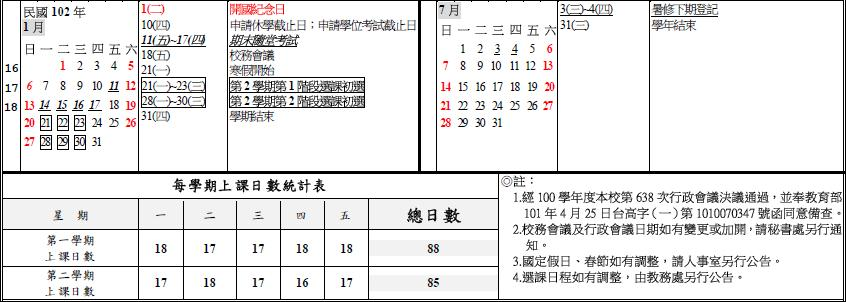 民國 102 年
1 月
日 一 二 三 四 五 六
1 2 3 4 5
16
6 7 8 9 10 11 12
17
13 14 15 16 17 18 19
18
20 21 22 23 24 25 26
27 28 29 30 31
1(二) 開國紀念日
10(四) 申請休學截止日；申請學位考試截止日
11(五)~17(四) 期末隨堂考試
18(五) 校務會議
21(一) 寒假開始
21(一)~23(三) 第 2 學期第 1 階段選課初選
28(一)~30(三) 第 2 學期第 2 階段選課初選
31(四) 學期結束
7 月
日 一 二 三 四 五 六
1 2 3 4 5 6
7 8 9 10 11 12 13
14 15 16 17 18 19 20
21 22 23 24 25 26 27
28 29 30 31
3(三)~4(四) 暑修下期登記
31(三) 學年結束
每學期上課日數統計表
星 期 一 二 三 四 五 總日數
第一學期
上課日數 18 17 17 18 18 88
第二學期
上課日數 17 18 17 16 17 85
◎註：
1.經 100 學年度本校第 638 次行政會議決議通過，並奉教育部
101 年 4 月 25 日台高字（一）第 1010070347 號函同意備查。
2.校務會議及行政會議日期如有變更或加開，請秘書處另行通
知。
3.國定假日、春節如有調整，請人事室另行公告。
4.選課日程如有調整，由教務處另行公告。